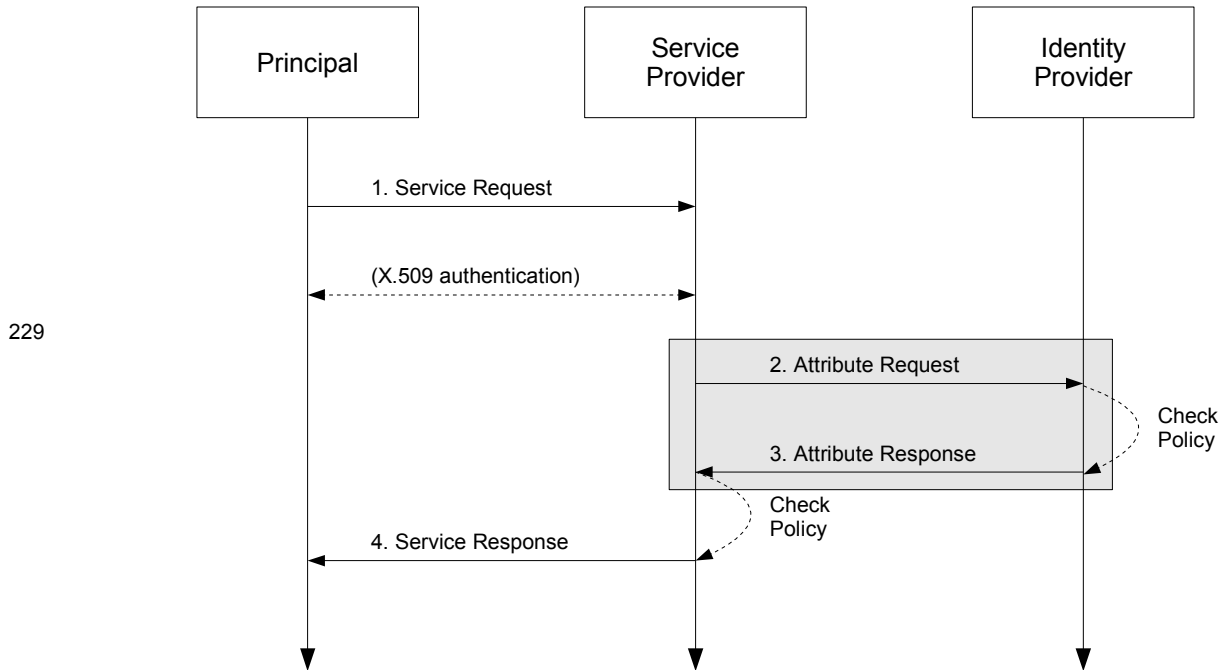 Principal
Service
Provider
Identity
Provider
1. Service Request
(X.509 authentication)
229
2. Attribute Request
Check
Policy
3. Attribute Response
Check
Policy
4. Service Response